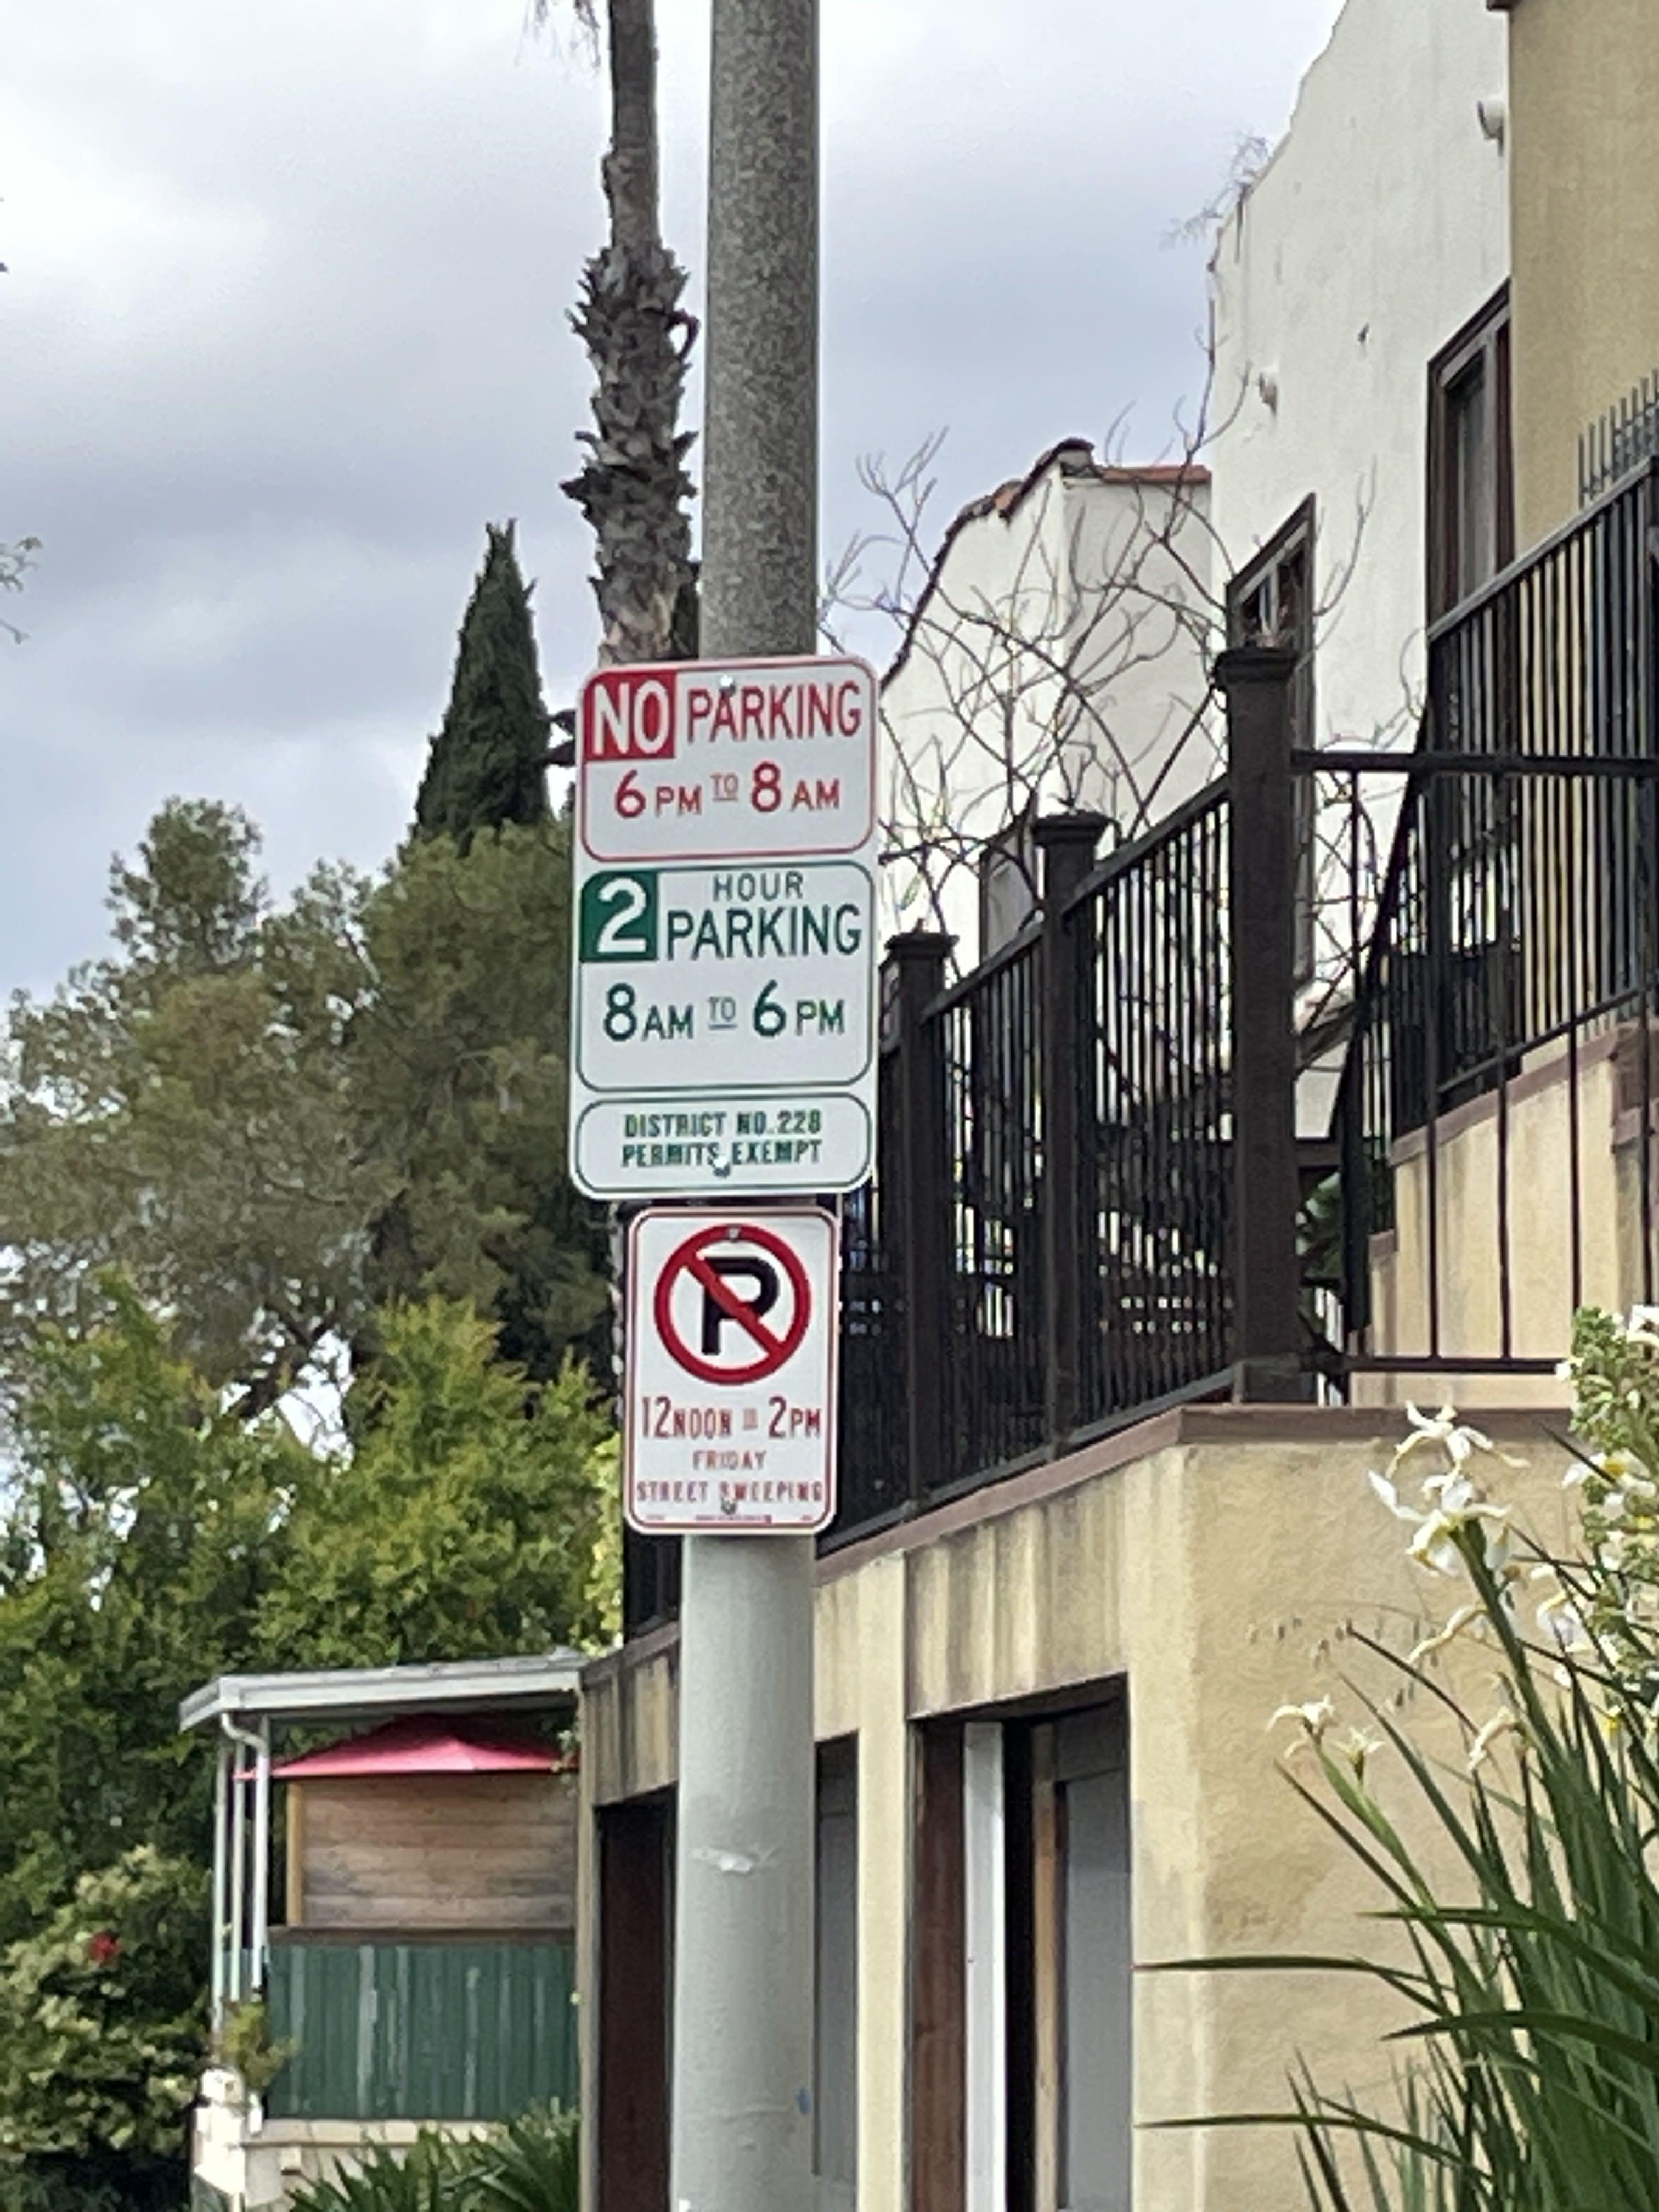 NO PARKING
6 PM TO 8 AM
2 HOUR PARKING
8 AM TO 6 PM
DISTRICT NO. 228
PERMITS EXEMPT
P
12NOON TO 2PM
FRIDAY
STREET SWEEPING